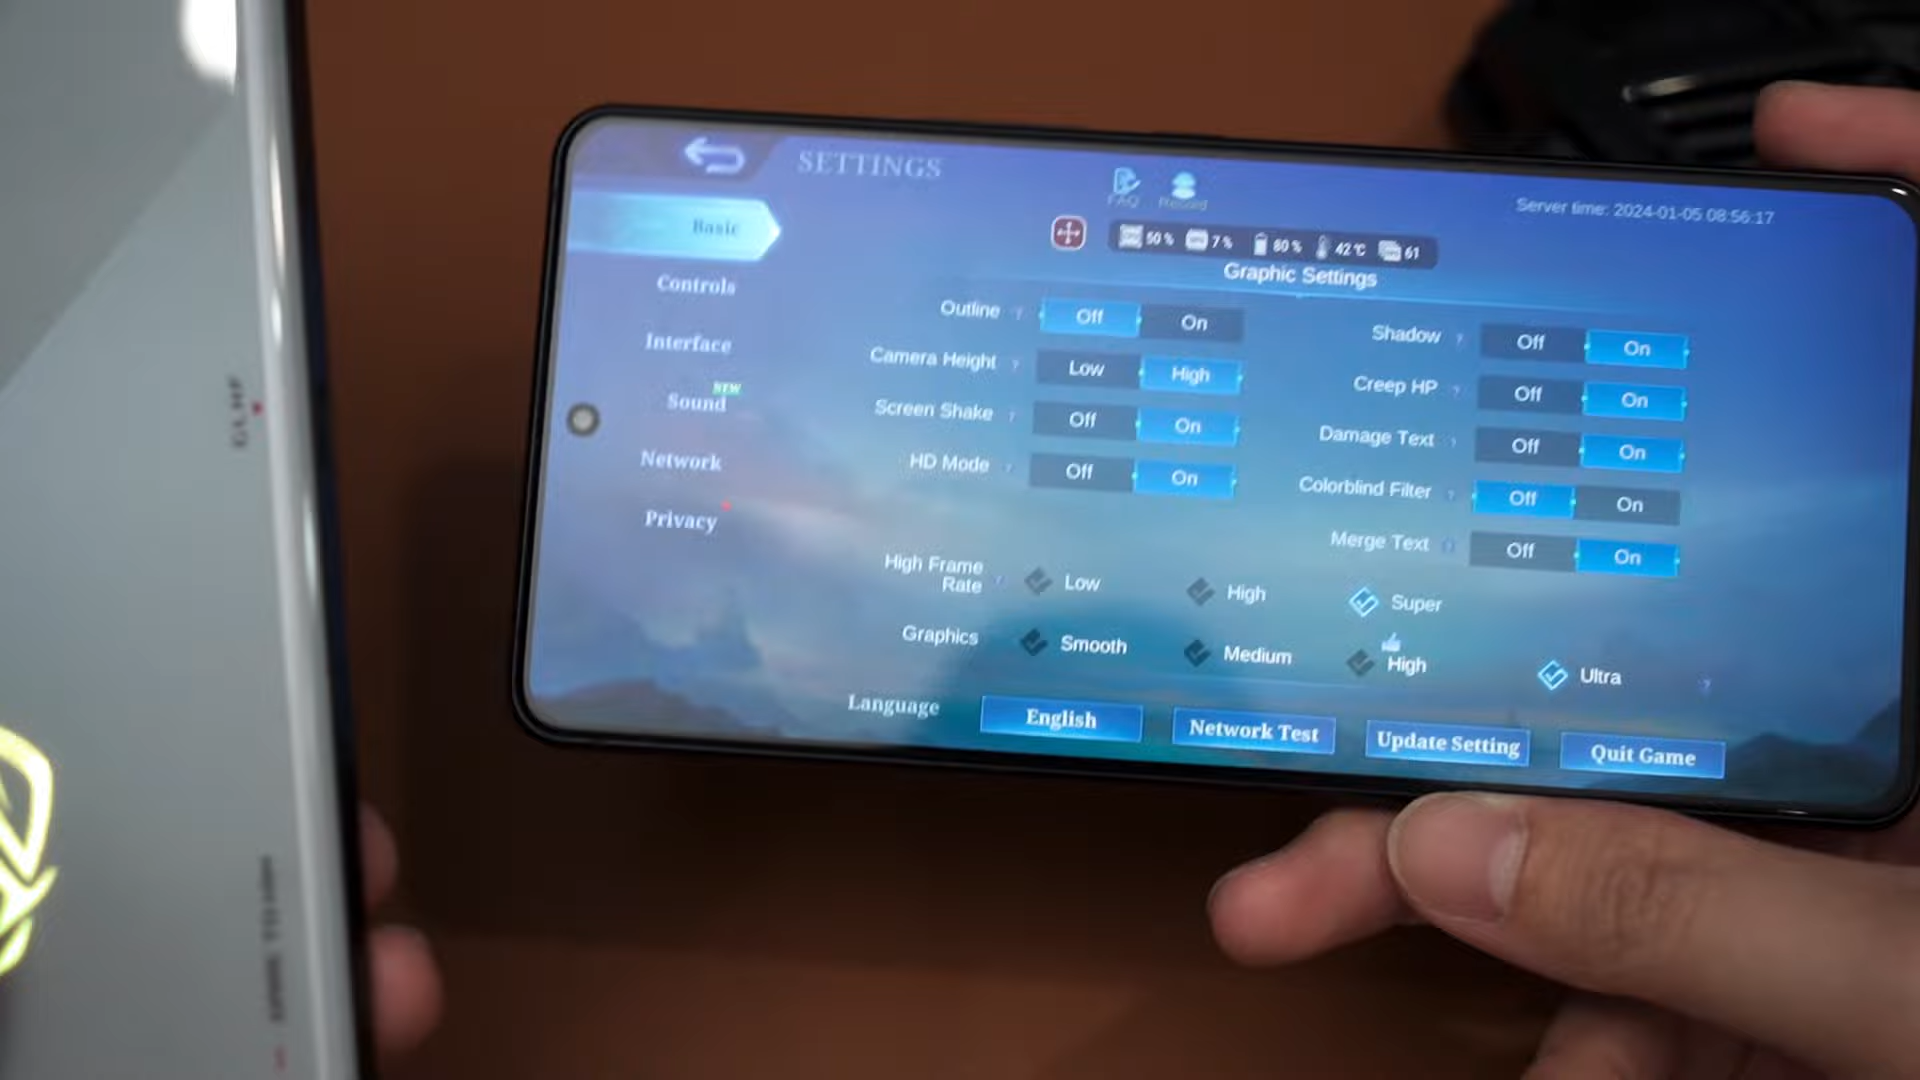 SETTINGS
FAQ
Record
Server time: 2024-01-05 08:56:17
50 % 7 % 80 % 42℃ 61
Graphic Settings
Basic
Controls
Interface
NEW
Sound
Network
Privacy
Outline ? Off On
Camera Height ? Low High
Screen Shake ? Off On
HD Mode ? Off On
Shadow ? Off On
Creep HP ? Off On
Damage Text ? Off On
Colorblind Filter ? Off On
Merge Text Off On
High Frame
Rate ? Low High Super
Graphics Smooth Medium High Ultra ?
Language English Network Test Update Setting Quit Game
GLHF